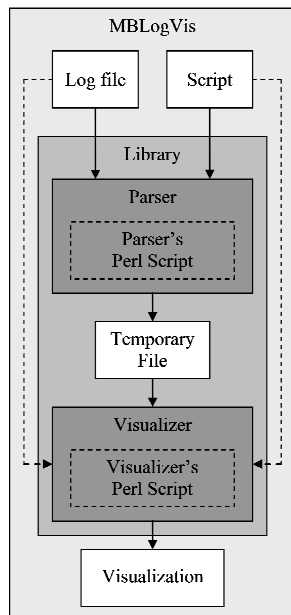 MBLogVis
Log file
Script
Library
Parser
Parser's
Perl Script
Temporary
File
Visualizer
Visualizer's
Perl Script
Visualization